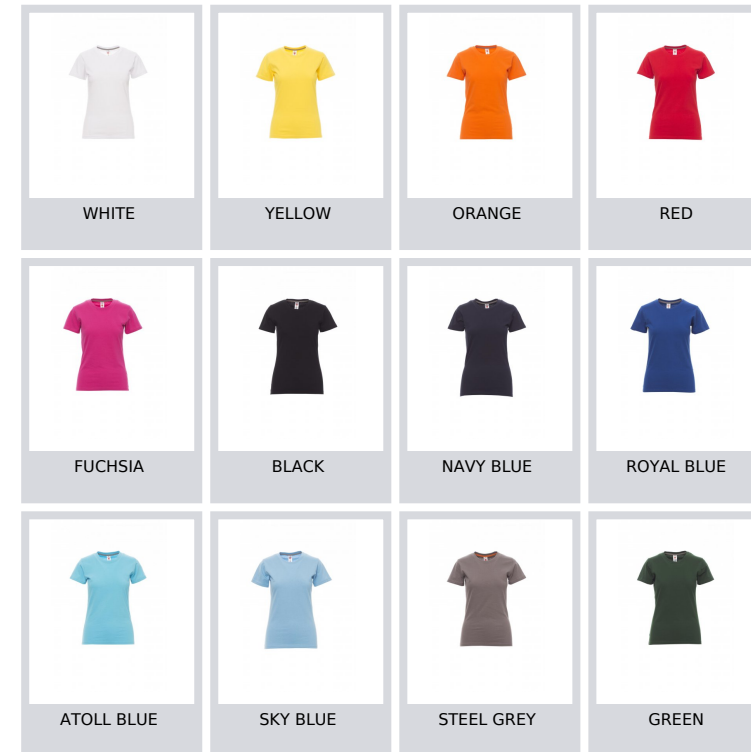 WHITE
YELLOW
ORANGE
RED
FUCHSIA
BLACK
NAVY BLUE
ROYAL BLUE
ATOLL BLUE
SKY BLUE
STEEL GREY
GREEN